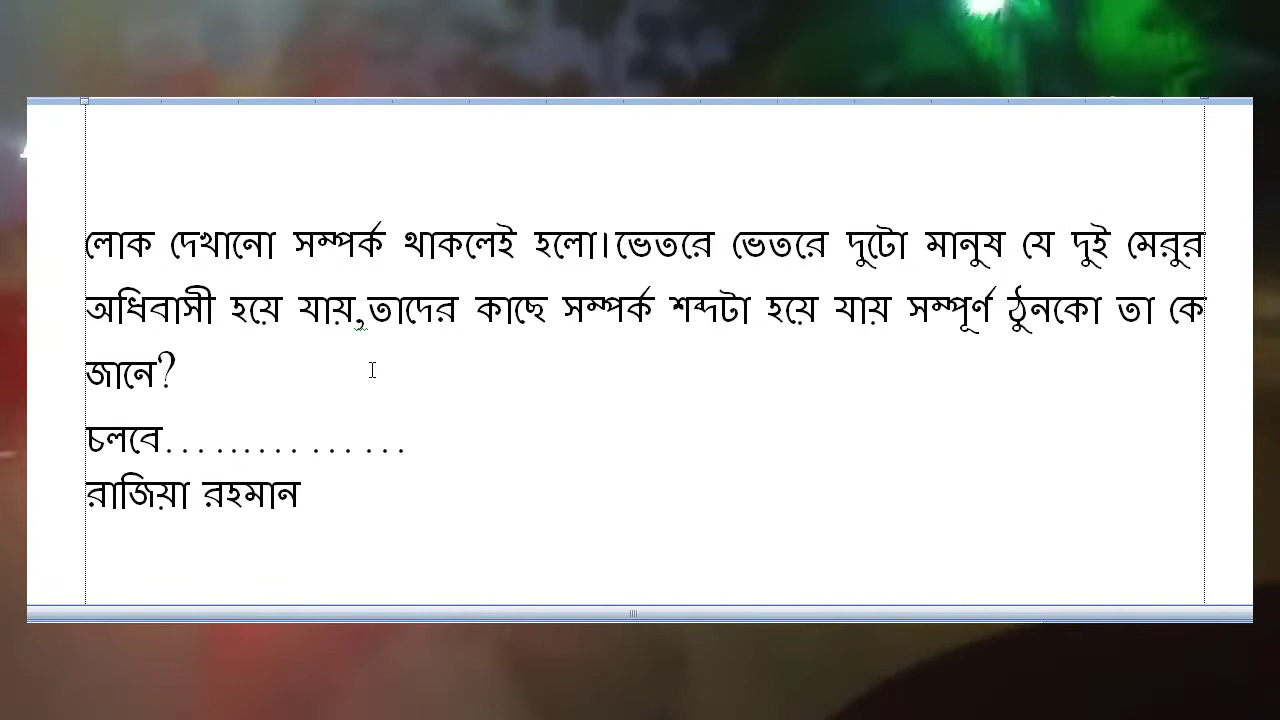 লোক দেখানো সম্পর্ক থাকলেই হলো।ভেতরে ভেতরে দুটো মানুষ যে দুই মেরুর
অধিবাসী হয়ে যায়,তাদের কাছে সম্পর্ক শব্দটা হয়ে যায় সম্পূর্ণ ঠুনকো তা কে
জানে?
চলবে……………
রাজিয়া রহমান